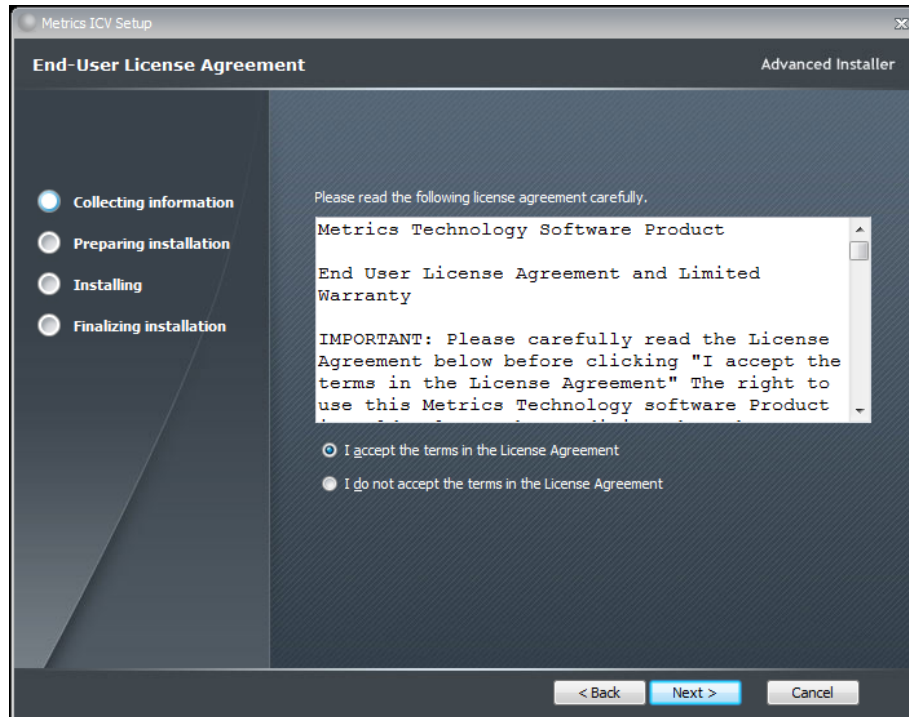 Metrics ICV Setup
End-User License Agreement
Advanced Installer
Collecting information
Preparing installation
Installing
Finalizing installation
Please read the following license agreement carefully.
Metrics Technology Software Product
End User License Agreement and Limited
Warranty
IMPORTANT: Please carefully read the License
Agreement below before clicking "I accept the
terms in the License Agreement" The right to
use this Metrics Technology software Product
I accept the terms in the License Agreement
I do not accept the terms in the License Agreement
< Back
Next >
Cancel